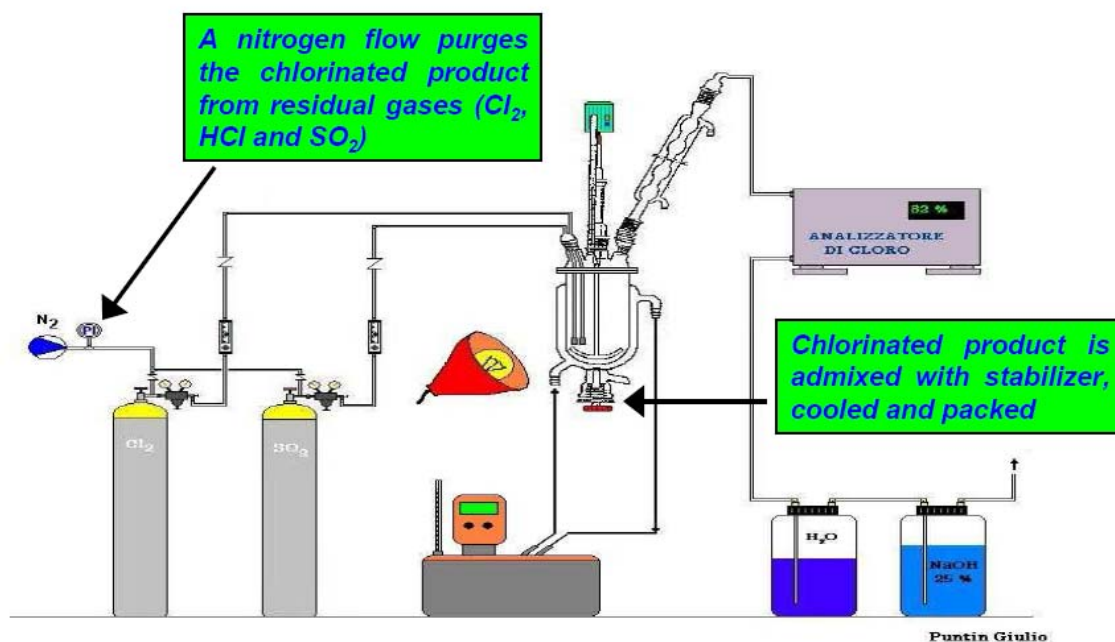 A nitrogen flow purges
the chlorinated product
from residual gases (Cl₂,
HCl and SO₂)
82 %
ANALIZZATORE
DI CLORO
N₂
PI
Chlorinated product is
admixed with stabilizer,
cooled and packed
Cl₂
SO₂
H₂O
NaOH
25 %
Puntin Giulio